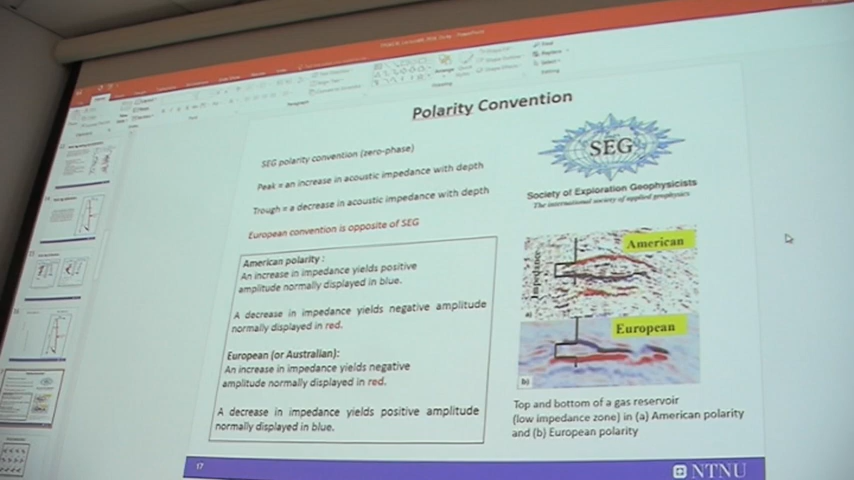 Polarity Convention
SEG polarity convention (zero-phase)
Peak = an increase in acoustic impedance with depth
Trough = a decrease in acoustic impedance with depth
European convention is opposite of SEG
American polarity :
An increase in impedance yields positive
amplitude normally displayed in blue.
A decrease in impedance yields negative amplitude
normally displayed in red.
European (or Australian):
An increase in impedance yields negative
amplitude normally displayed in red.
A decrease in impedance yields positive amplitude
normally displayed in blue.
SEG
Society of Exploration Geophysicists
The international society of applied geophysics
American
Impedance
a)
European
b)
Top and bottom of a gas reservoir
(low impedance zone) in (a) American polarity
and (b) European polarity
17
NTNU